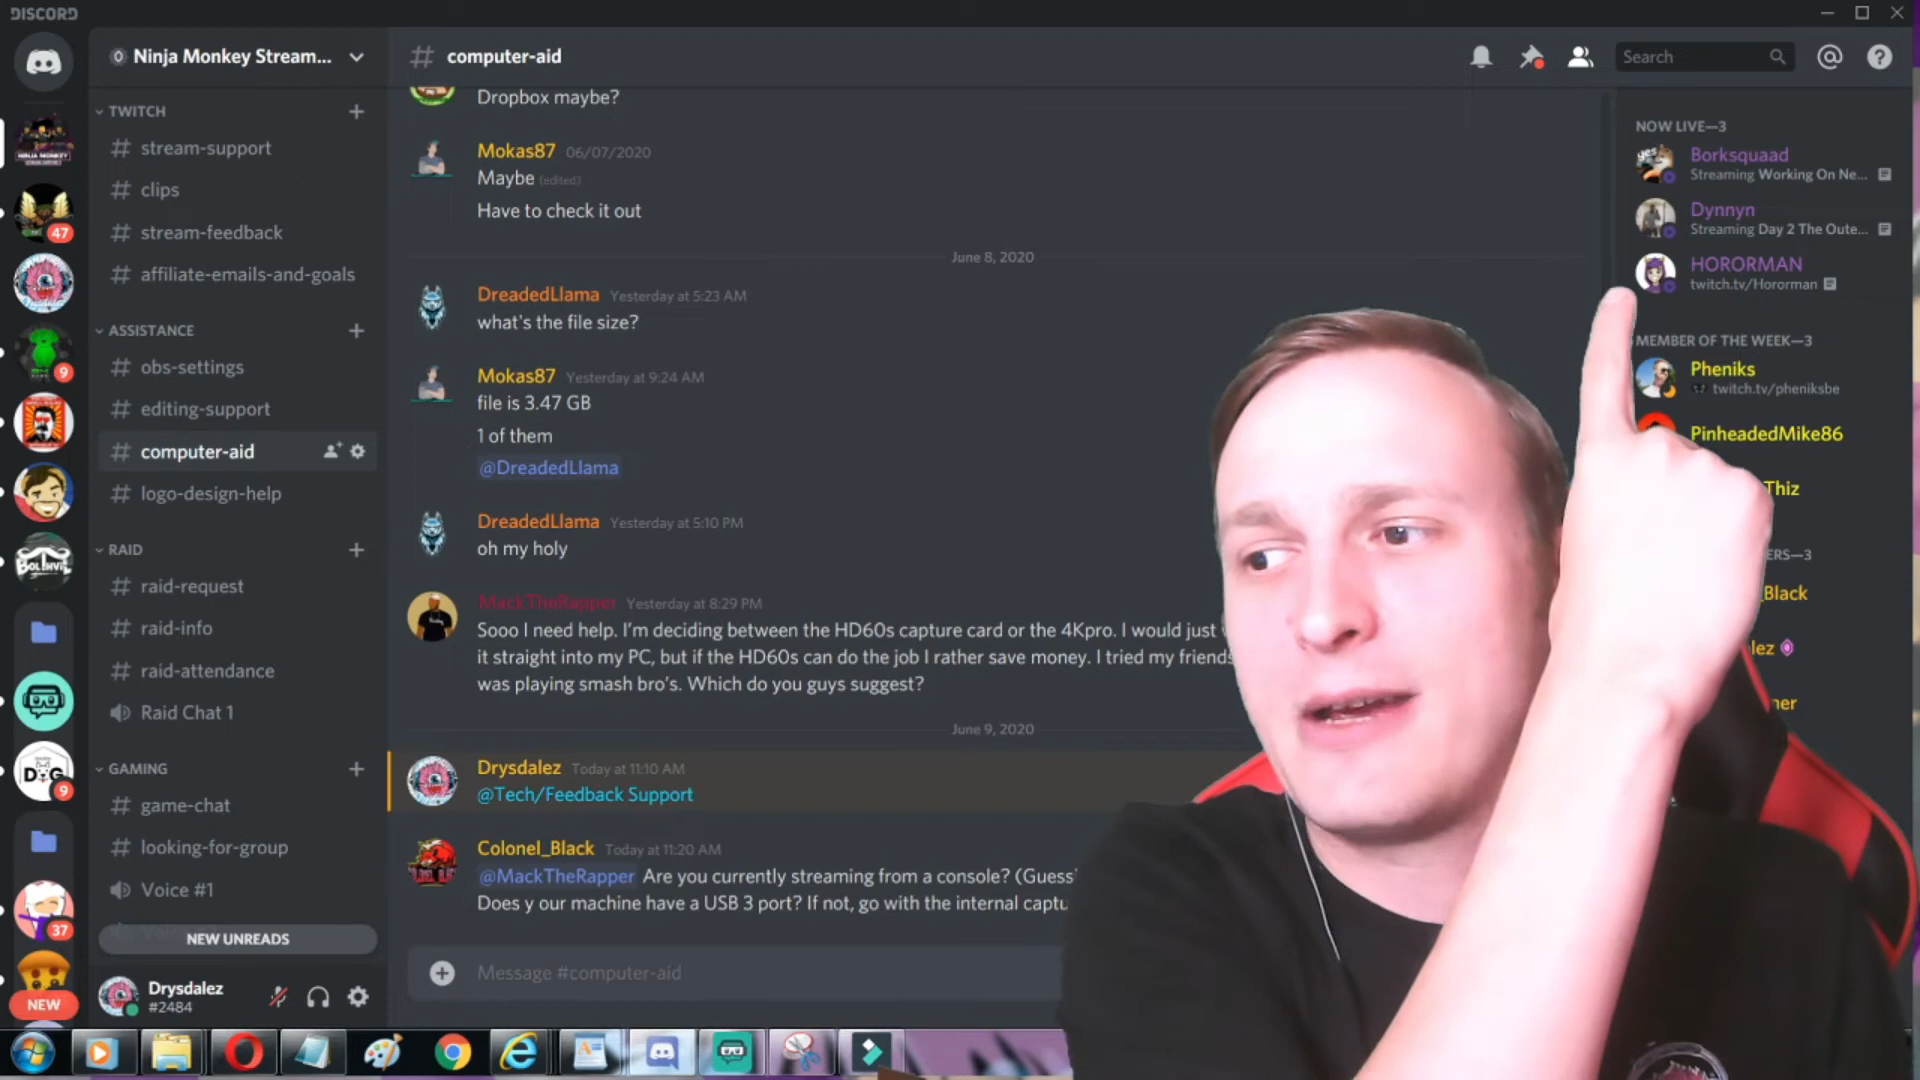 DISCORD
Ninja Monkey Stream...
TWITCH
stream-support
clips
stream-feedback
affiliate-emails-and-goals
ASSISTANCE
obs-settings
editing-support
computer-aid
logo-design-help
RAID
raid-request
raid-info
raid-attendance
Raid Chat 1
GAMING
game-chat
looking-for-group
Voice #1
NEW UNREADS
Drysdalez
#2484
47
9
9
37
NEW
computer-aid
Search
Dropbox maybe?
Mokas87 06/07/2020
Maybe (edited)
Have to check it out
June 8, 2020
DreadedLlama Yesterday at 5:23 AM
what's the file size?
Mokas87 Yesterday at 9:24 AM
file is 3.47 GB
1 of them
@DreadedLlama
DreadedLlama Yesterday at 5:10 PM
oh my holy
MackTheRapper Yesterday at 8:29 PM
Sooo I need help. I'm deciding between the HD60s capture card or the 4Kpro. I would just
it straight into my PC, but if the HD60s can do the job I rather save money. I tried my friends
was playing smash bro's. Which do you guys suggest?
June 9, 2020
Drysdalez Today at 11:10 AM
@Tech/Feedback Support
Colonel_Black Today at 11:20 AM
@MackTheRapper Are you currently streaming from a console? (Guess
Does y our machine have a USB 3 port? If not, go with the internal captu
Message #computer-aid
NOW LIVE—3
Borksquaad
Streaming Working On Ne...
Dynnyn
Streaming Day 2 The Oute...
HORORMAN
twitch.tv/Hororman
MEMBER OF THE WEEK—3
Pheniks
twitch.tv/pheniksbe
PinheadedMike86
Thiz
ERS—3
_Black
lez
ner